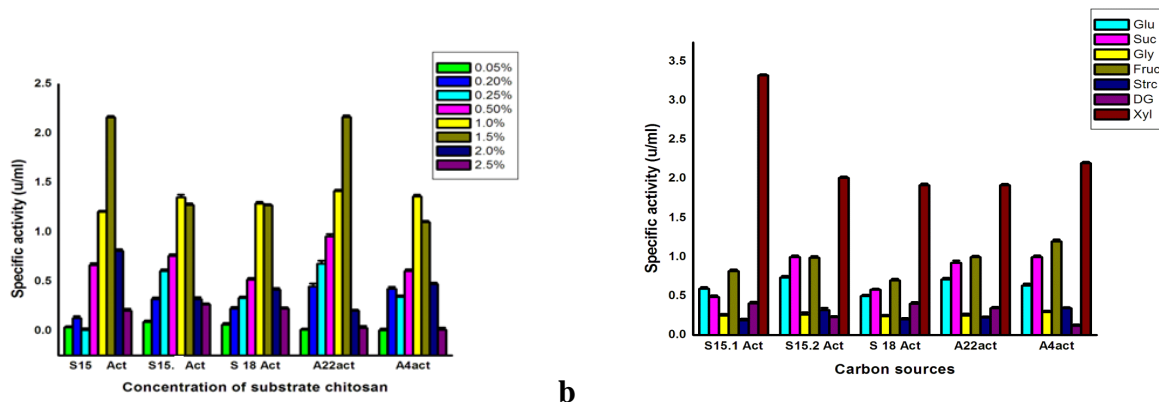 2.5
2.0
1.5
1.0
0.5
0.0
Specific activity (u/ml)
0.05%
0.20%
0.25%
0.50%
1.0%
1.5%
2.0%
2.5%
S15 Act
S15. Act
S 18 Act
A22act
A4act
Concentration of substrate chitosan
b
3.5
3.0
2.5
2.0
1.5
1.0
0.5
0.0
Specific activity (u/ml)
Glu
Suc
Gly
Fruc
Strc
DG
Xyl
S15.1 Act
S15.2 Act
S 18 Act
A22act
A4act
Carbon sources